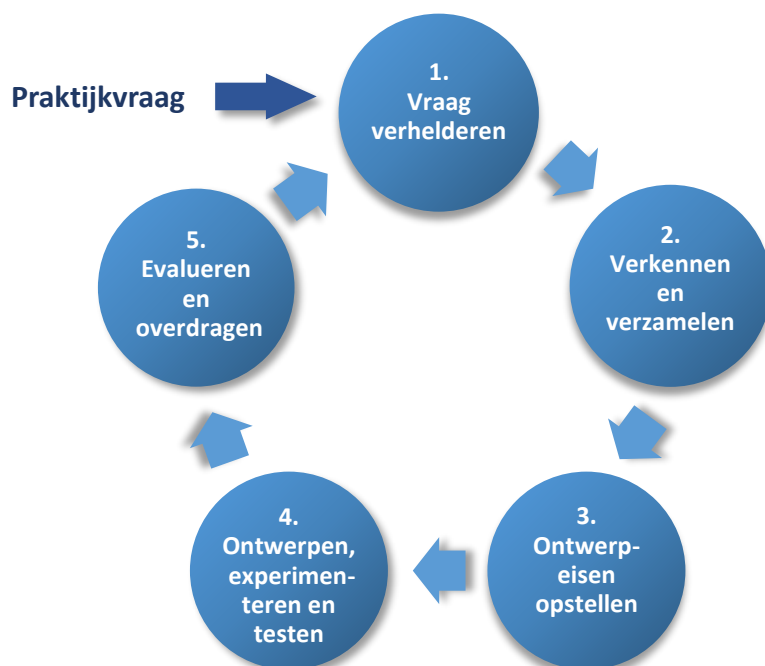 Praktijkvraag
1.
Vraag
verhelderen
2.
Verkennen
en
verzamelen
3.
Ontwerp-
eisen
opstellen
4.
Ontwerpen,
experimen-
teren en
testen
5.
Evalueren
en
overdragen